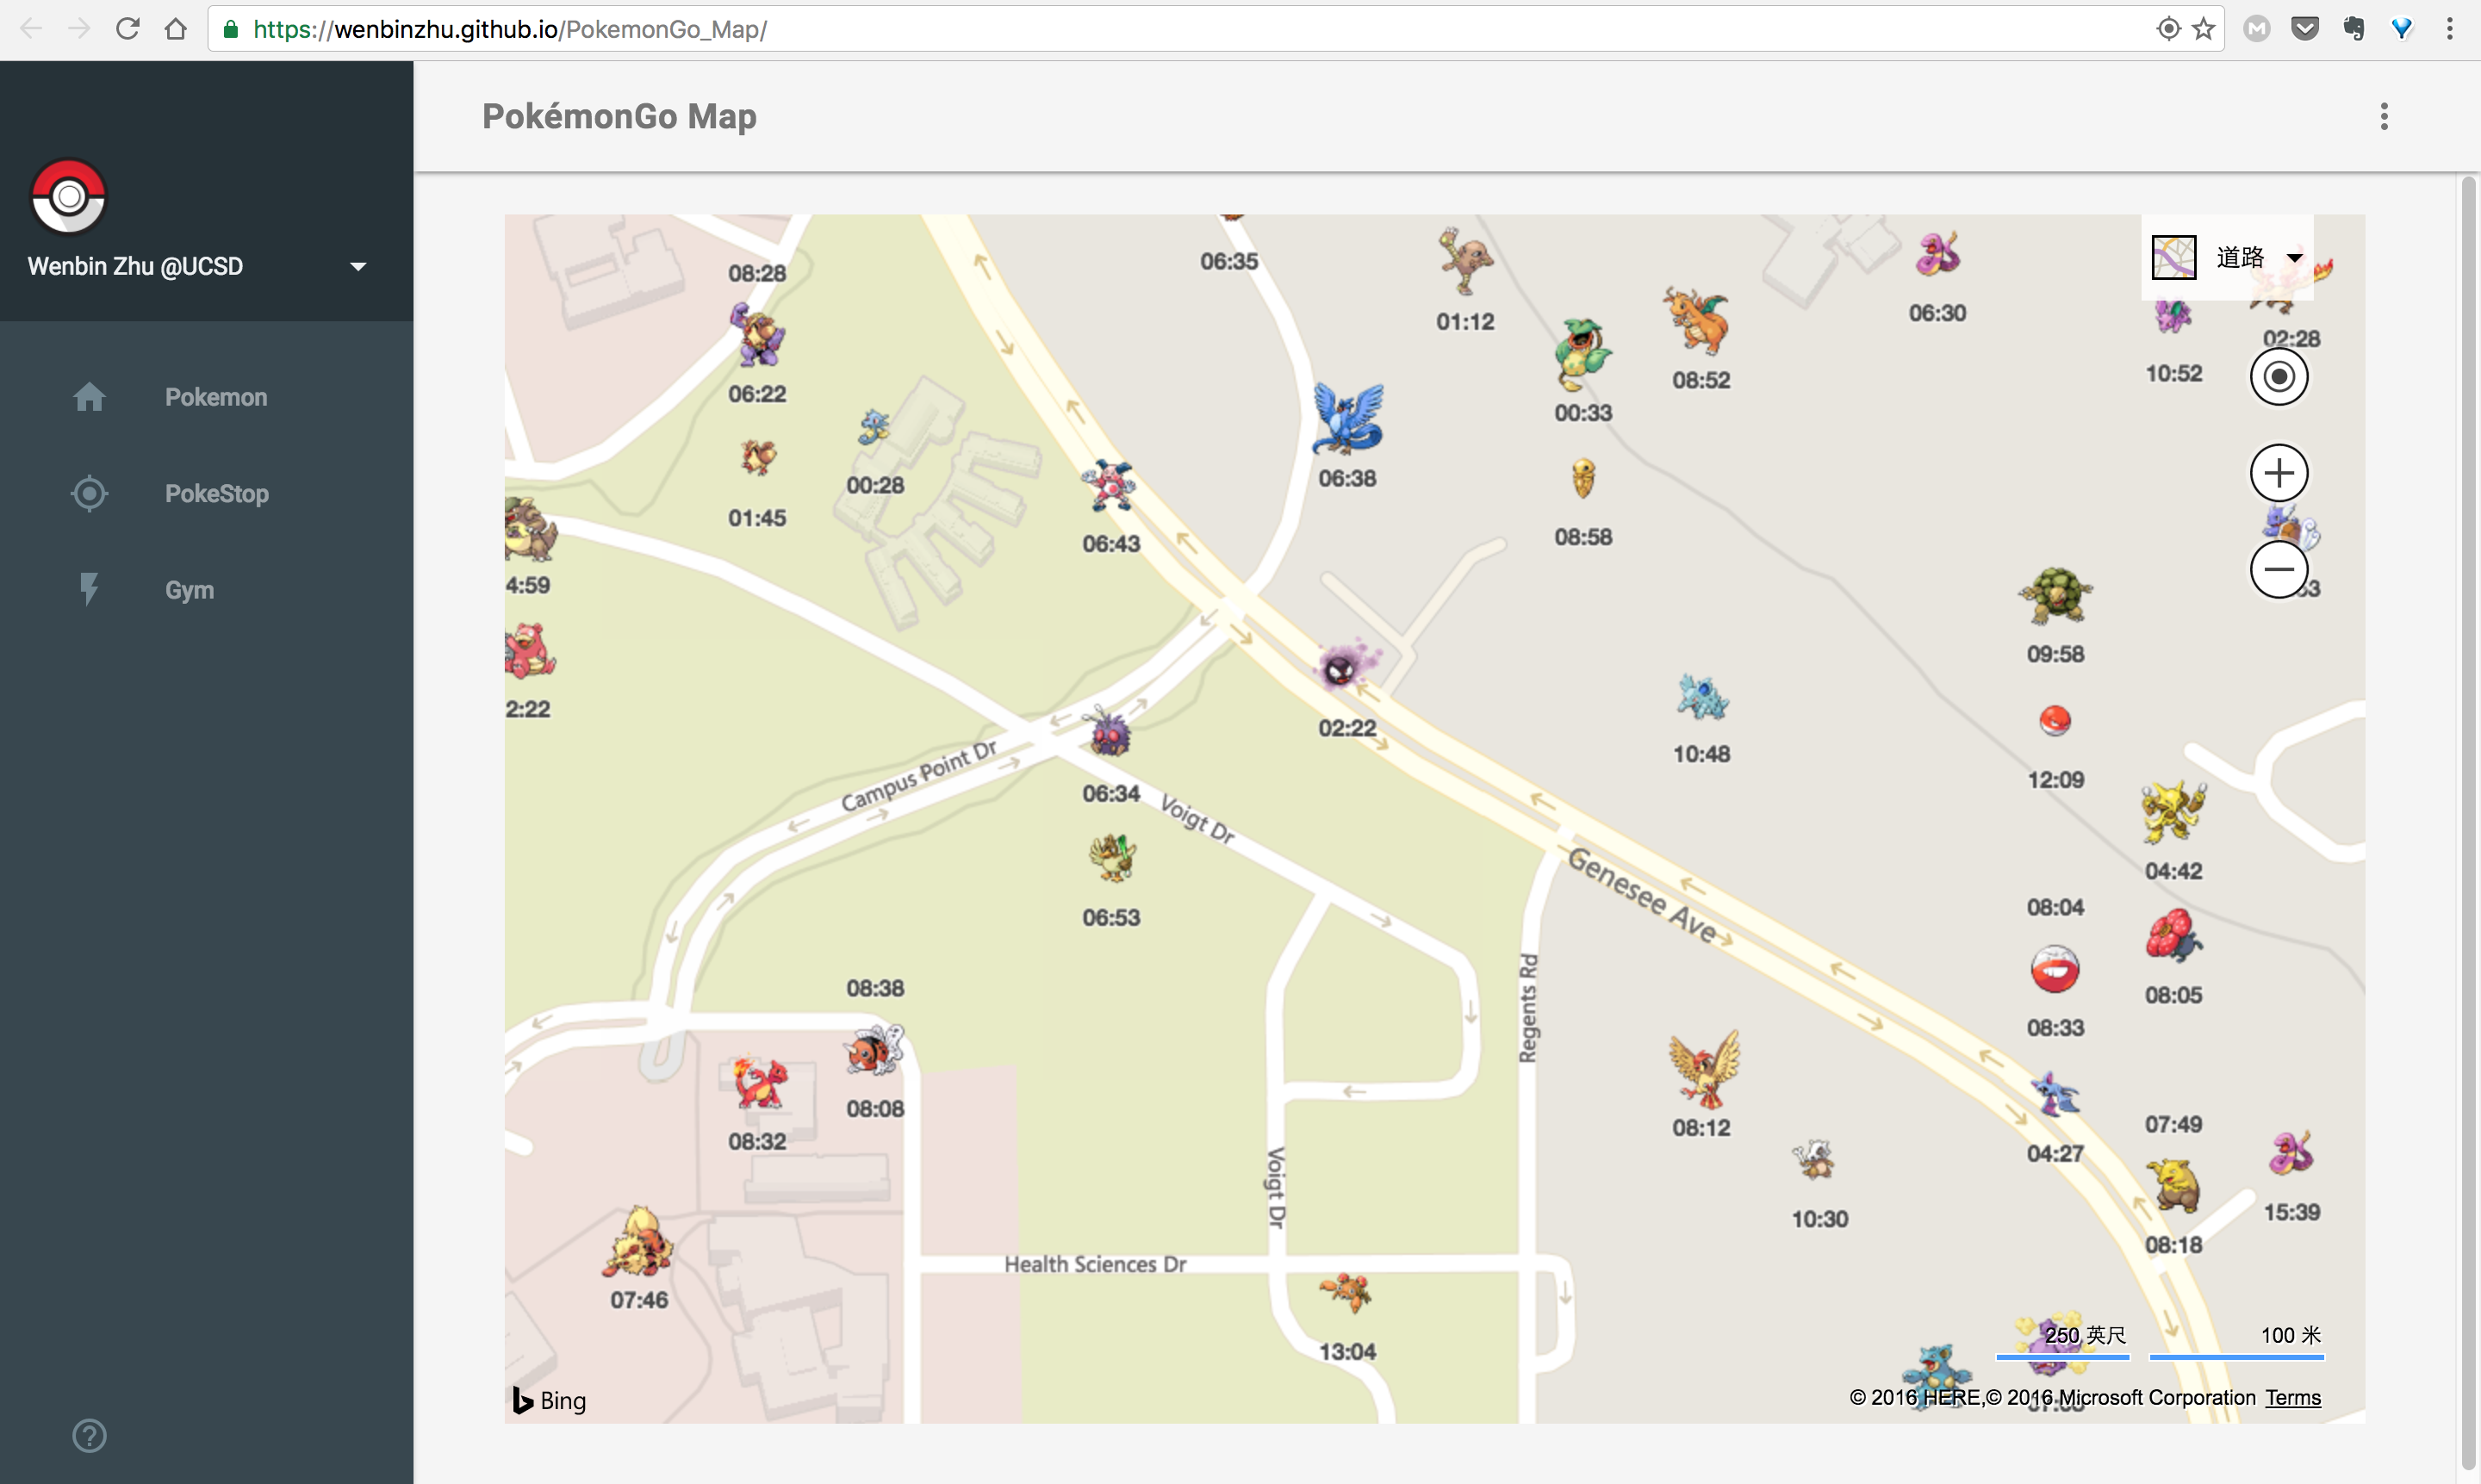 https://wenbinzhu.github.io/PokemonGo_Map/
M
PokémonGo Map
Wenbin Zhu @UCSD
Pokemon
PokeStop
Gym
道路
08:28
06:35
01:12
06:30
02:28
06:22
00:28
01:45
06:43
06:38
00:33
08:52
08:58
10:52
4:59
2:22
09:58
02:22
10:48
12:09
Campus Point Dr
06:34
Voigt Dr
06:53
Genesee Ave
04:42
08:04
08:05
08:33
08:38
08:08
08:32
Regents Rd
08:12
04:27
07:49
10:30
15:39
08:18
07:46
Voigt Dr
Health Sciences Dr
13:04
250 英尺
100 米
Bing
© 2016 HERE,© 2016 Microsoft Corporation Terms